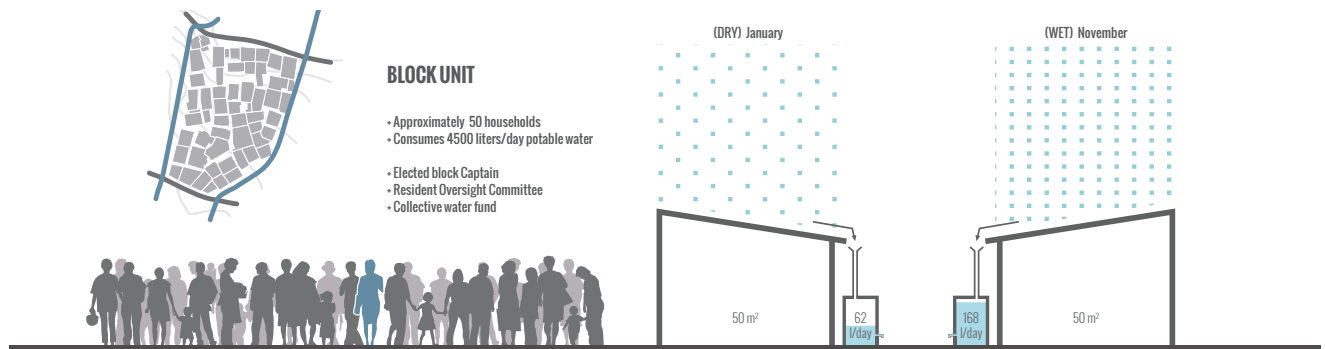 BLOCK UNIT
• Approximately 50 households
• Consumes 4500 liters/day potable water
• Elected block Captain
• Resident Oversight Committee
• Collective water fund
(DRY) January
50 m²
62
l/day
(WET) November
168
l/day
50 m²